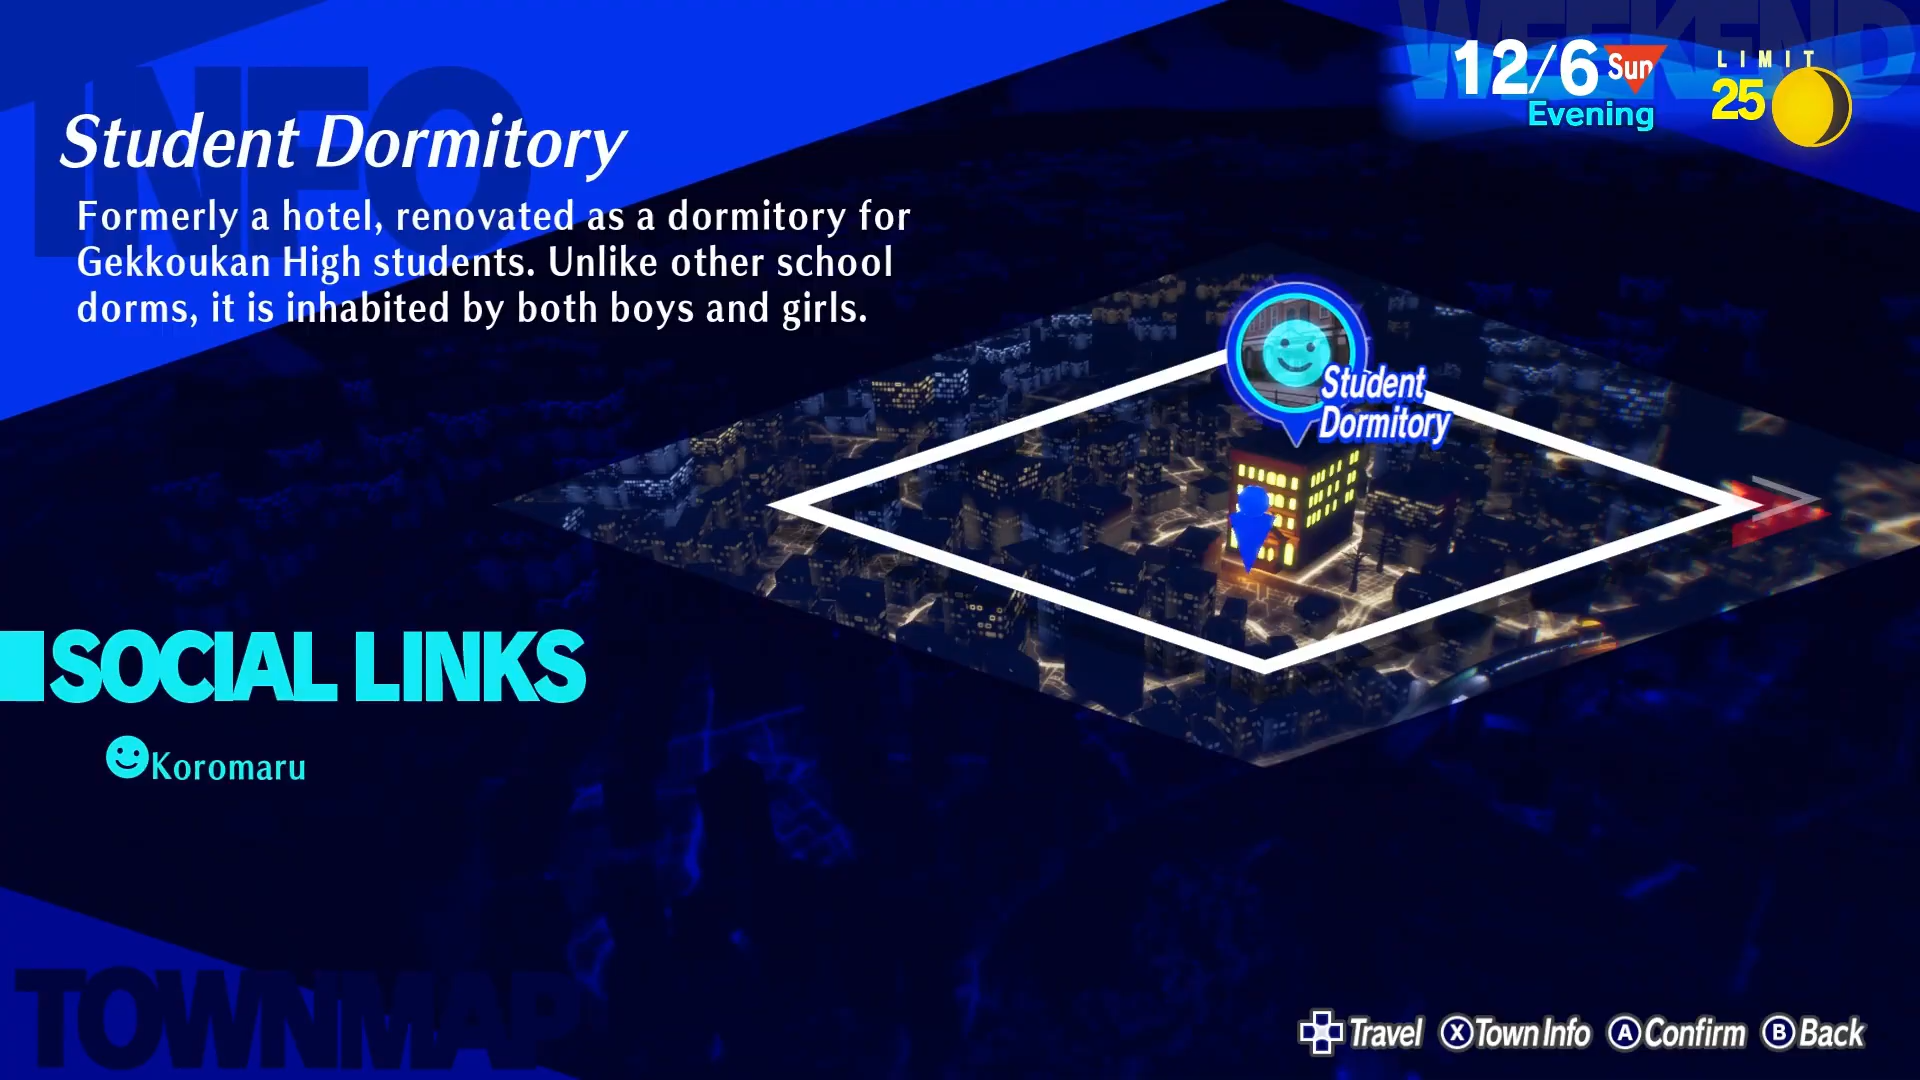 INFO
WEEKEND
12/6 Sun
Evening
LIMIT
25
Student Dormitory
Formerly a hotel, renovated as a dormitory for
Gekkoukan High students. Unlike other school
dorms, it is inhabited by both boys and girls.
Student
Dormitory
SOCIAL LINKS
Koromaru
TOWNMAP
Travel X Town Info A Confirm B Back